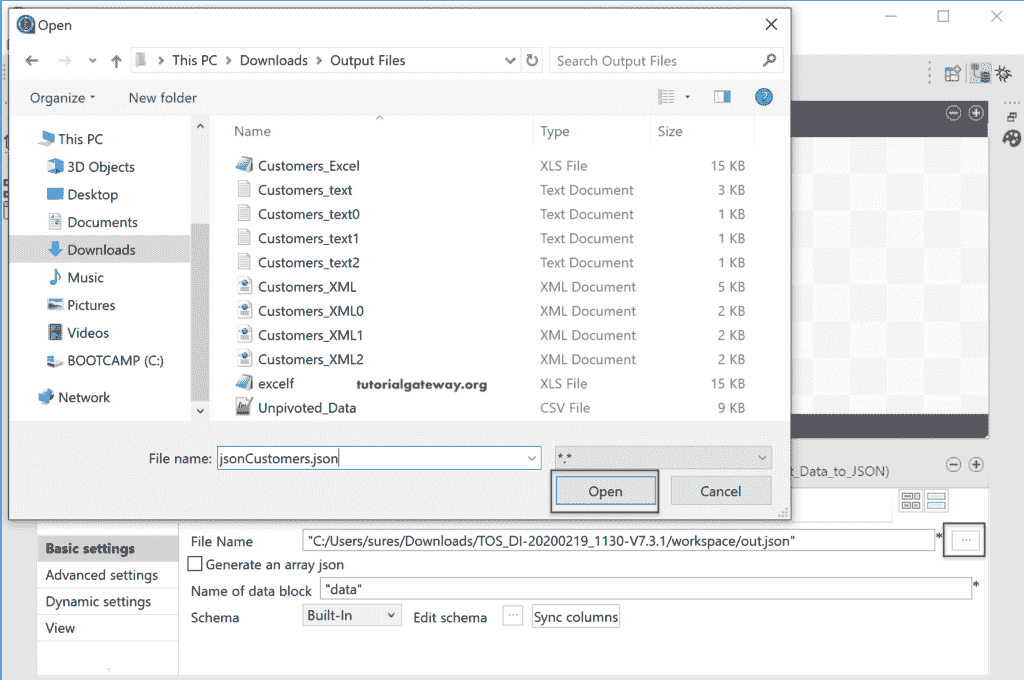 Open
This PC > Downloads > Output Files
Search Output Files
Organize
New folder
Name
Type
Size
This PC
3D Objects
Desktop
Documents
Downloads
Music
Pictures
Videos
BOOTCAMP (C:)
Network
Customers_Excel XLS File 15 KB
Customers_text Text Document 3 KB
Customers_text0 Text Document 1 KB
Customers_text1 Text Document 1 KB
Customers_text2 Text Document 1 KB
Customers_XML XML Document 5 KB
Customers_XML0 XML Document 2 KB
Customers_XML1 XML Document 2 KB
Customers_XML2 XML Document 2 KB
excelf tutorialgateway.org XLS File 15 KB
Unpivoted_Data CSV File 9 KB
File name: jsonCustomers.json *.*
Open Cancel
t_Data_to_JSON)
Basic settings
Advanced settings
Dynamic settings
View
File Name "C:/Users/sures/Downloads/TOS_DI-20200219_1130-V7.3.1/workspace/out.json" * ...
Generate an array json
Name of data block "data" *
Schema Built-In Edit schema ... Sync columns